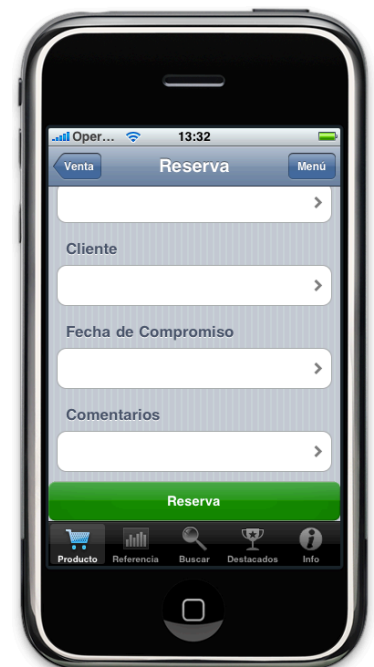 Oper...
13:32
Venta
Reserva
Menú
Cliente
Fecha de Compromiso
Comentarios
Reserva
Producto
Referencia
Buscar
Destacados
Info